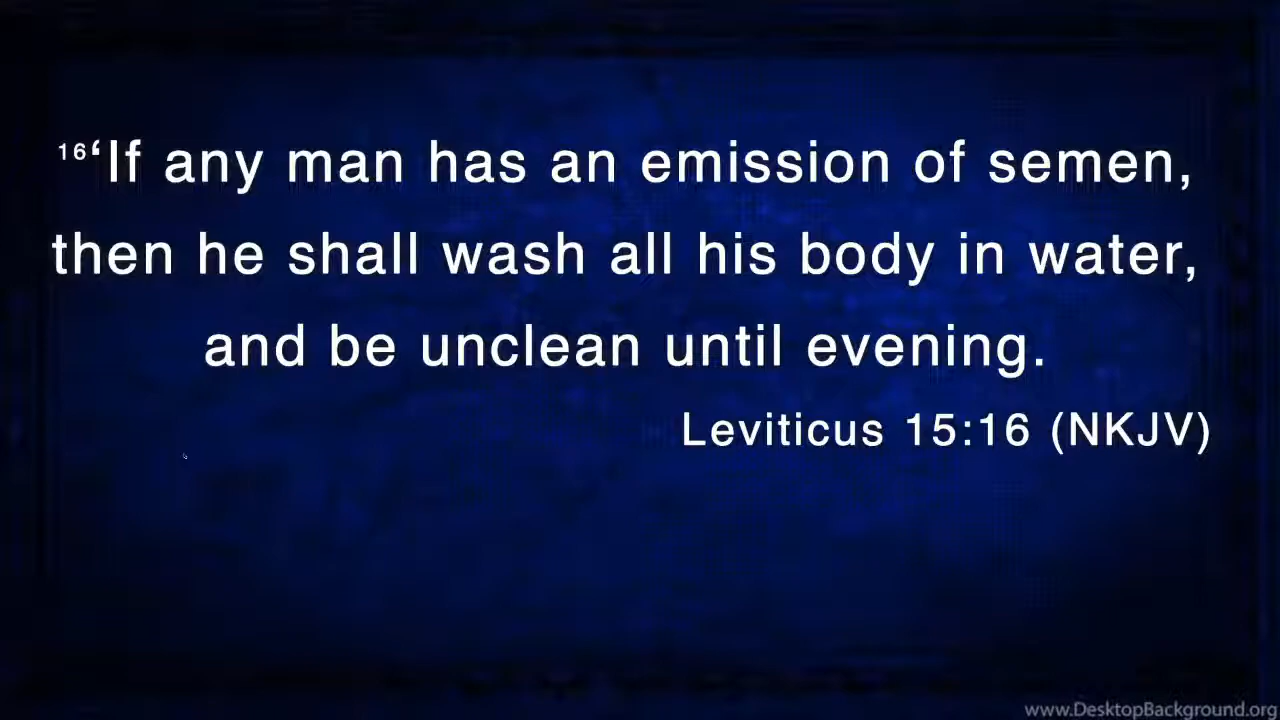 16‘If any man has an emission of semen,
then he shall wash all his body in water,
and be unclean until evening.
Leviticus 15:16 (NKJV)
www.DesktopBackground.org